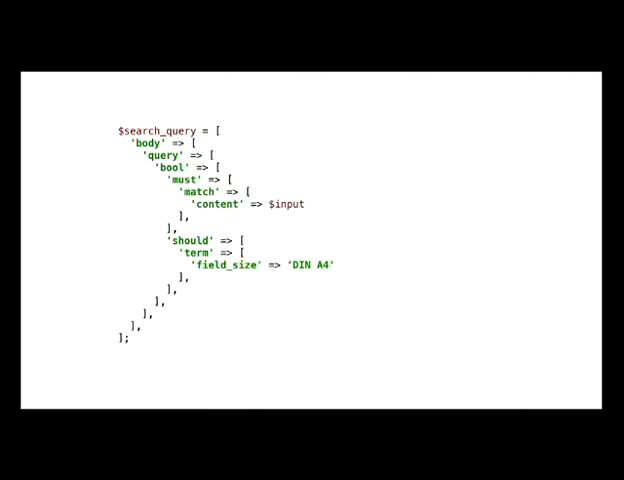 $search_query = [
  'body' => [
    'query' => [
      'bool' => [
        'must' => [
          'match' => [
            'content' => $input
          ],
        ],
        'should' => [
          'term' => [
            'field_size' => ‘DIN A4’
          ],
        ],
      ],
    ],
  ],
];